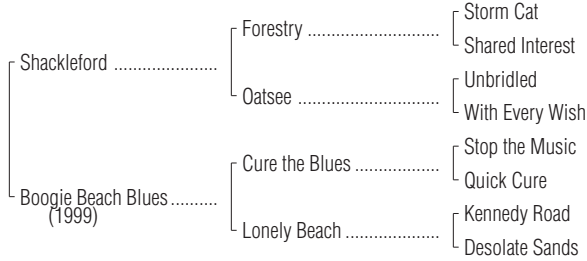 Storm Cat
Forestry ................................
Shared Interest
Shackleford .....................
Unbridled
Oatsee .................................
With Every Wish
Stop the Music
Cure the Blues ...................
Quick Cure
Boogie Beach Blues ..........
(1999)
Kennedy Road
Lonely Beach .....................
Desolate Sands